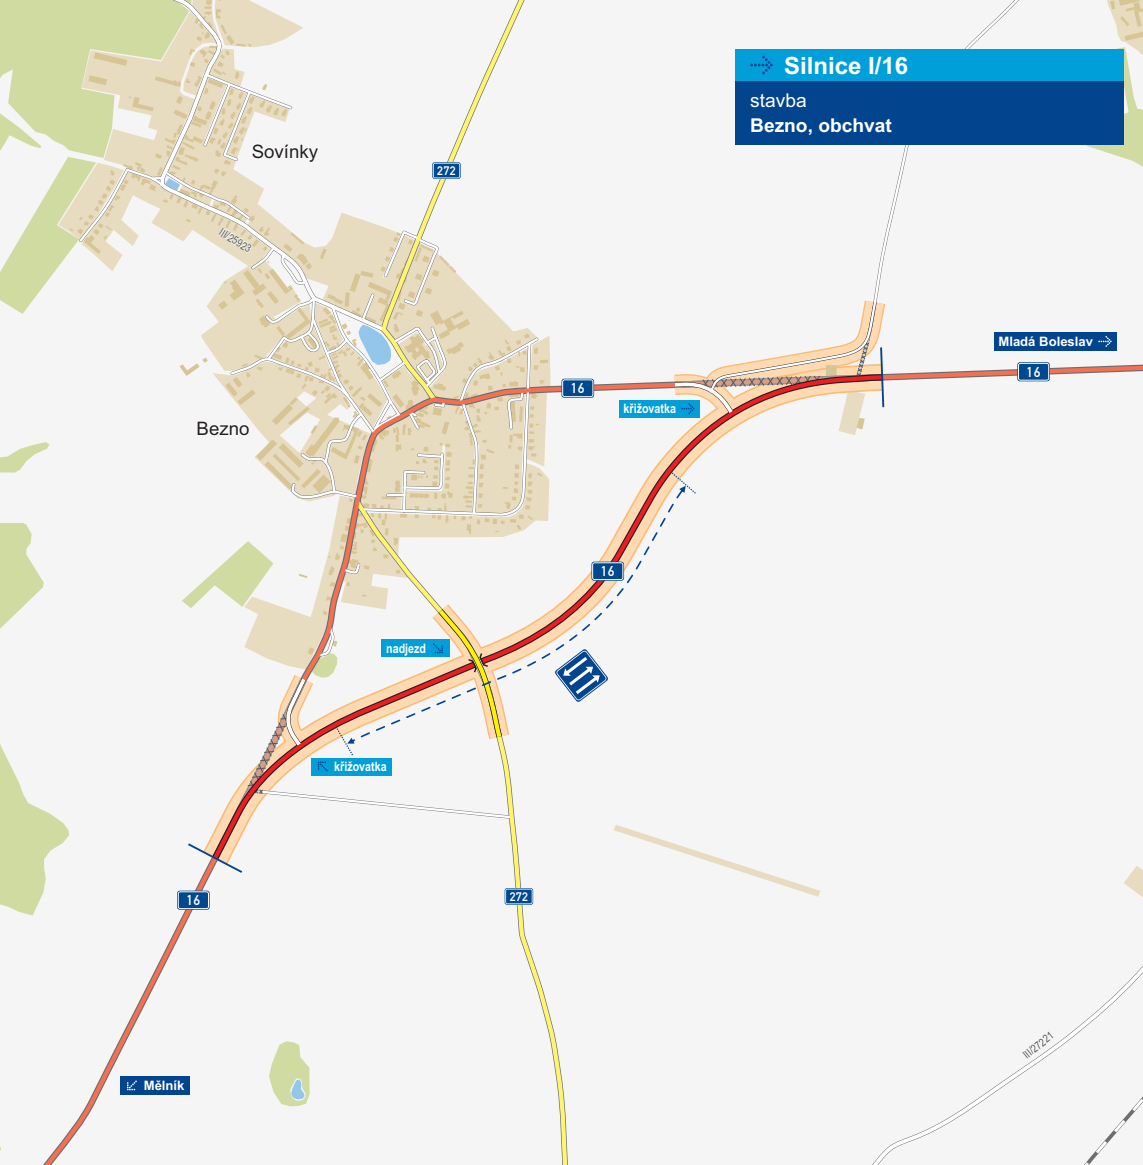 Silnice I/16
stavba
Bezno, obchvat
Sovínky
272
III/25923
Mladá Boleslav
16
16
křižovatka
Bezno
16
nadjezd
křižovatka
16
272
III/27221
Mělník